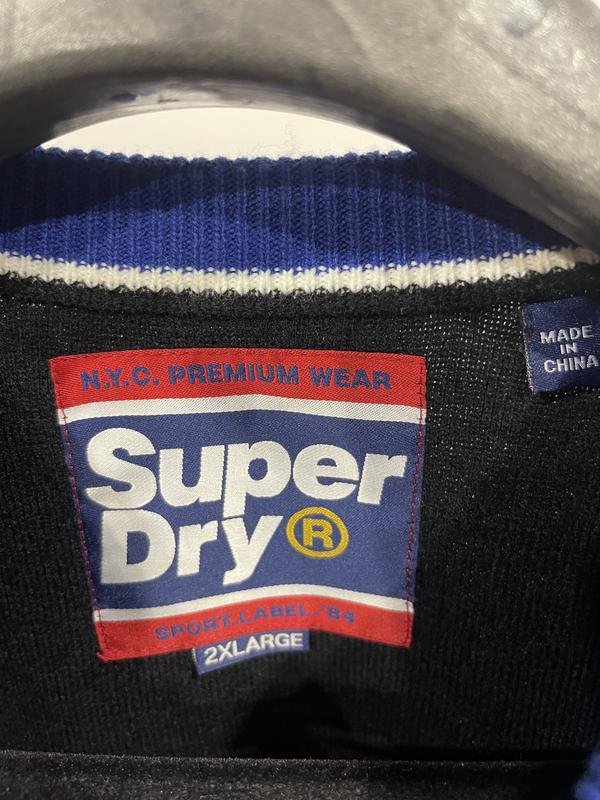 N.Y.C. PREMIUM WEAR
Super
Dry®
SPORT.LABEL/'84
2XLARGE
MADE
IN
CHINA